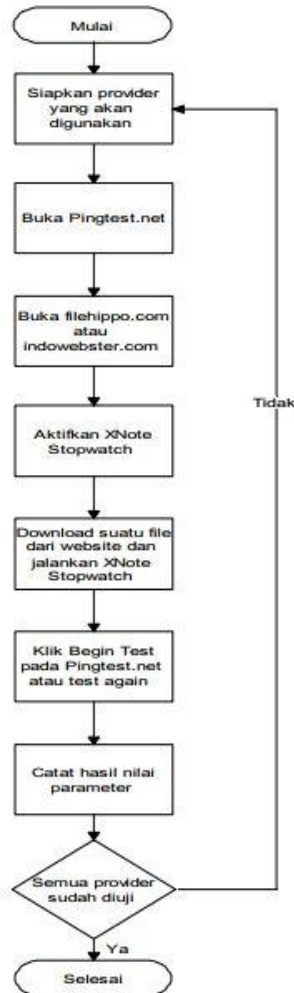 Mulai
Siapkan provider
yang akan
digunakan
Buka Pingtest.net
Buka filehippo.com
atau
indowebster.com
Tidak
Aktifkan XNote
Stopwatch
Download suatu file
dari website dan
jalankan XNote
Stopwatch
Klik Begin Test
pada Pingtest.net
atau test again
Catat hasil nilai
parameter
Semua provider
sudah diuji
Ya
Selesai